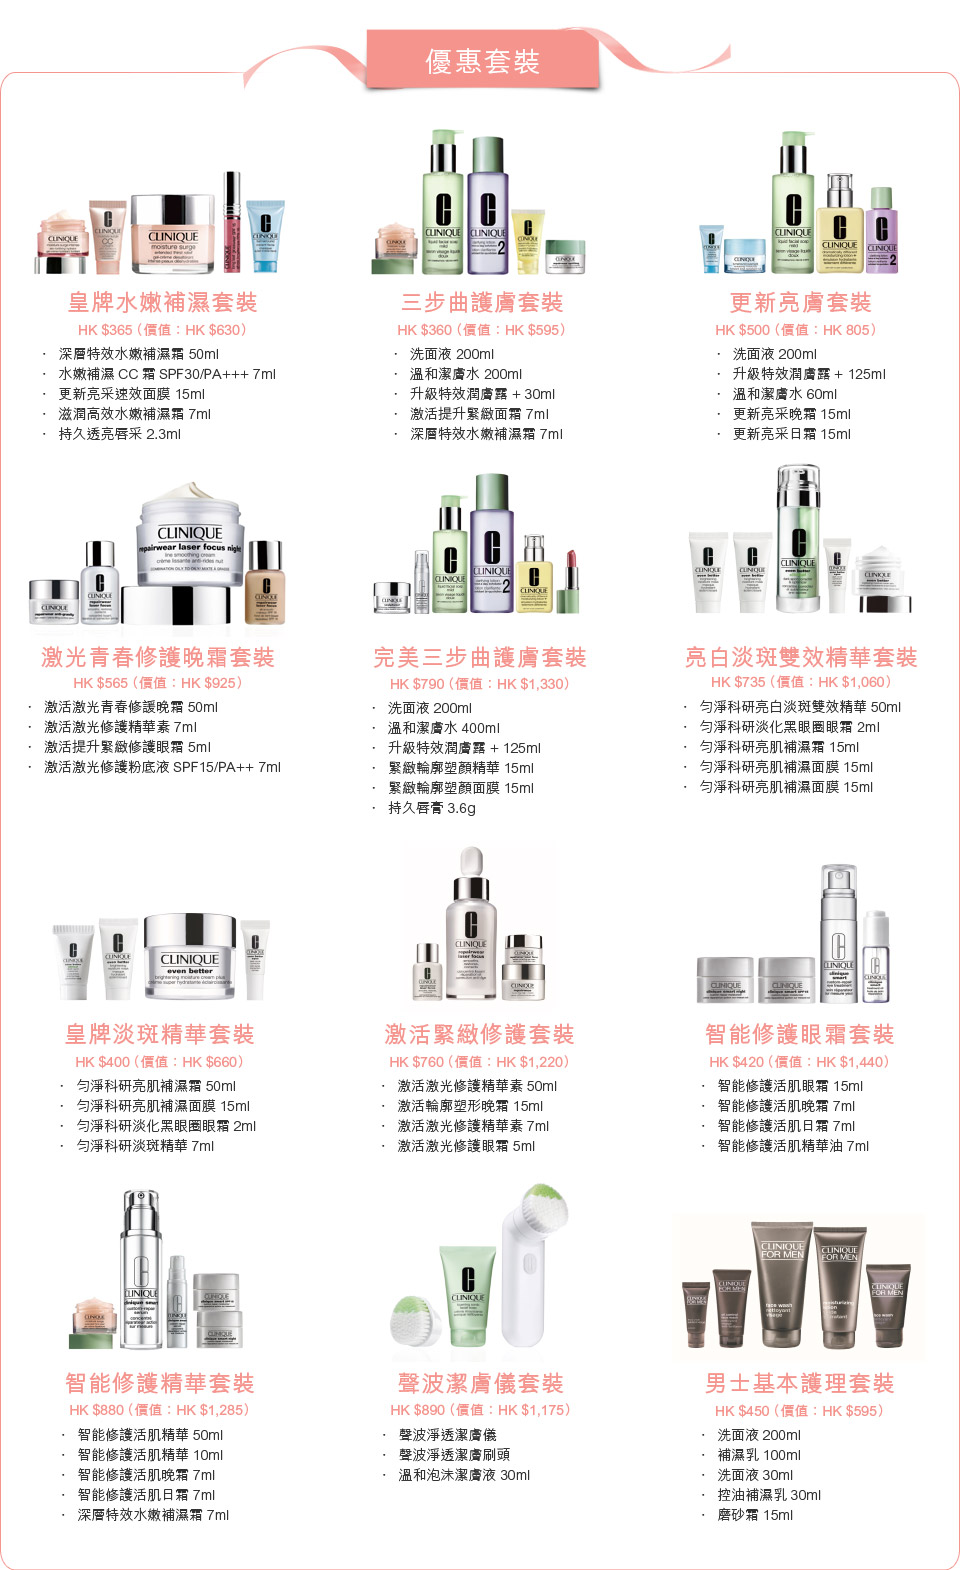 優惠套裝
皇牌水嫩補濕套裝
HK $365 (價值：HK $630)
· 深層特效水嫩補濕霜 50ml
· 水嫩補濕 CC 霜 SPF30/PA+++ 7ml
· 更新亮采速效面膜 15ml
· 滋潤高效水嫩補濕霜 7ml
· 持久透亮唇采 2.3ml
三步曲護膚套裝
HK $360 (價值：HK $595)
· 洗面液 200ml
· 溫和潔膚水 200ml
· 升級特效潤膚露 + 30ml
· 激活提升緊緻面霜 7ml
· 深層特效水嫩補濕霜 7ml
更新亮膚套裝
HK $500 (價值：HK 805)
· 洗面液 200ml
· 升級特效潤膚露 + 125ml
· 溫和潔膚水 60ml
· 更新亮采晚霜 15ml
· 更新亮采日霜 15ml
激光青春修護晚霜套裝
HK $565 (價值：HK $925)
· 激活激光青春修護晚霜 50ml
· 激活激光修護精華素 7ml
· 激活提升緊緻修護眼霜 5ml
· 激活激光修護粉底液 SPF15/PA++ 7ml
完美三步曲護膚套裝
HK $790 (價值：HK $1,330)
· 洗面液 200ml
· 溫和潔膚水 400ml
· 升級特效潤膚露 + 125ml
· 緊緻輪廓塑顏精華 15ml
· 緊緻輪廓塑顏面膜 15ml
· 持久唇膏 3.6g
亮白淡斑雙效精華套裝
HK $735 (價值：HK $1,060)
· 勻淨科研亮白淡斑雙效精華 50ml
· 勻淨科研淡化黑眼圈眼霜 2ml
· 勻淨科研亮肌補濕霜 15ml
· 勻淨科研亮肌補濕面膜 15ml
· 勻淨科研亮肌補濕面膜 15ml
皇牌淡斑精華套裝
HK $400 (價值：HK $660)
· 勻淨科研亮肌補濕霜 50ml
· 勻淨科研亮肌補濕面膜 15ml
· 勻淨科研淡化黑眼圈眼霜 2ml
· 勻淨科研淡斑精華 7ml
激活緊緻修護套裝
HK $760 (價值：HK $1,220)
· 激活激光修護精華素 50ml
· 激活輪廓塑形晚霜 15ml
· 激活激光修護精華素 7ml
· 激活激光修護眼霜 5ml
智能修護眼霜套裝
HK $420 (價值：HK $1,440)
· 智能修護活肌眼霜 15ml
· 智能修護活肌晚霜 7ml
· 智能修護活肌日霜 7ml
· 智能修護活肌精華油 7ml
智能修護精華套裝
HK $880 (價值：HK $1,285)
· 智能修護活肌精華 50ml
· 智能修護活肌精華 10ml
· 智能修護活肌晚霜 7ml
· 智能修護活肌日霜 7ml
· 深層特效水嫩補濕霜 7ml
聲波潔膚儀套裝
HK $890 (價值：HK $1,175)
· 聲波淨透潔膚儀
· 聲波淨透潔膚刷頭
· 溫和泡沫潔膚液 30ml
男士基本護理套裝
HK $450 (價值：HK $595)
· 洗面液 200ml
· 補濕乳 100ml
· 洗面液 30ml
· 控油補濕乳 30ml
· 磨砂霜 15ml